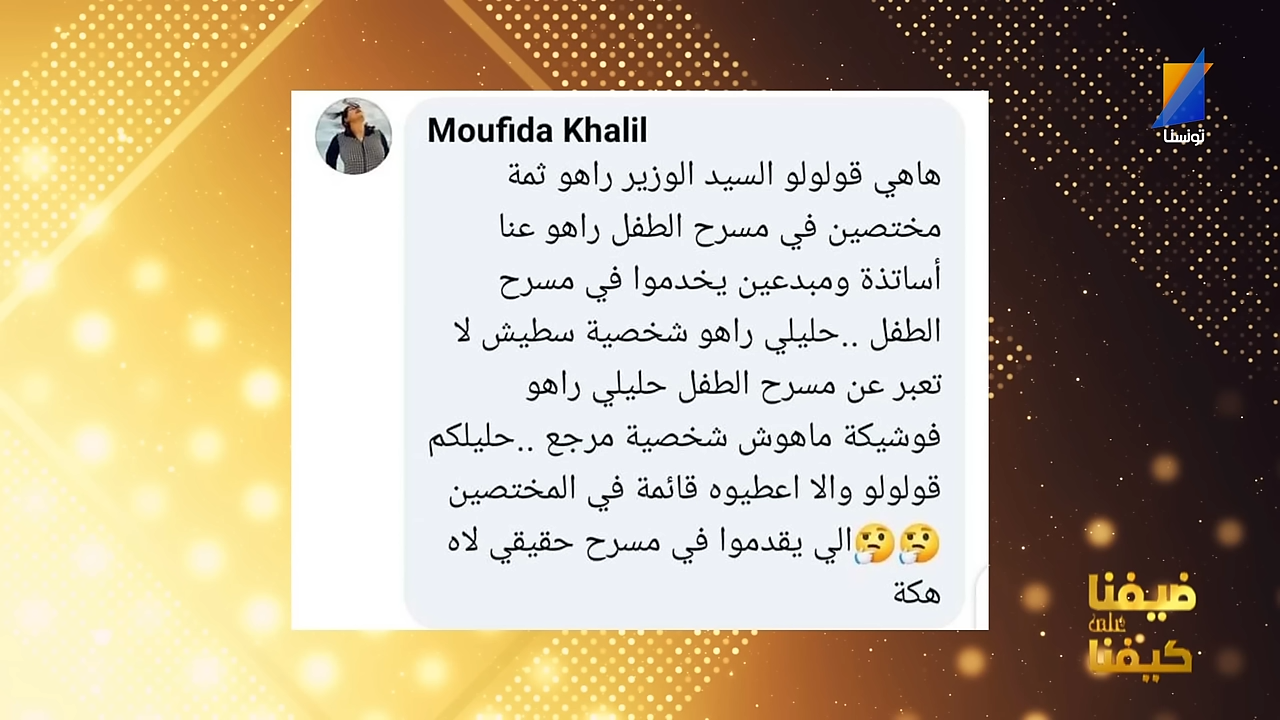 توسنا
Moufida Khalil
هاهي قولولو السيد الوزير راهو ثمة
مختصين في مسرح الطفل راهو عنا
أساتذة ومبدعين يخدموا في مسرح
الطفل ..حليلي راهو شخصية سطيش لا
تعبر عن مسرح الطفل حليلي راهو
فوشيكة ماهوش شخصية مرجع ..حليلكم
قولولو والا اعطيوه قائمة في المختصين
🤔🤔الي يقدموا في مسرح حقيقي لاه
هكة
ضيفنا
على
كيفنا